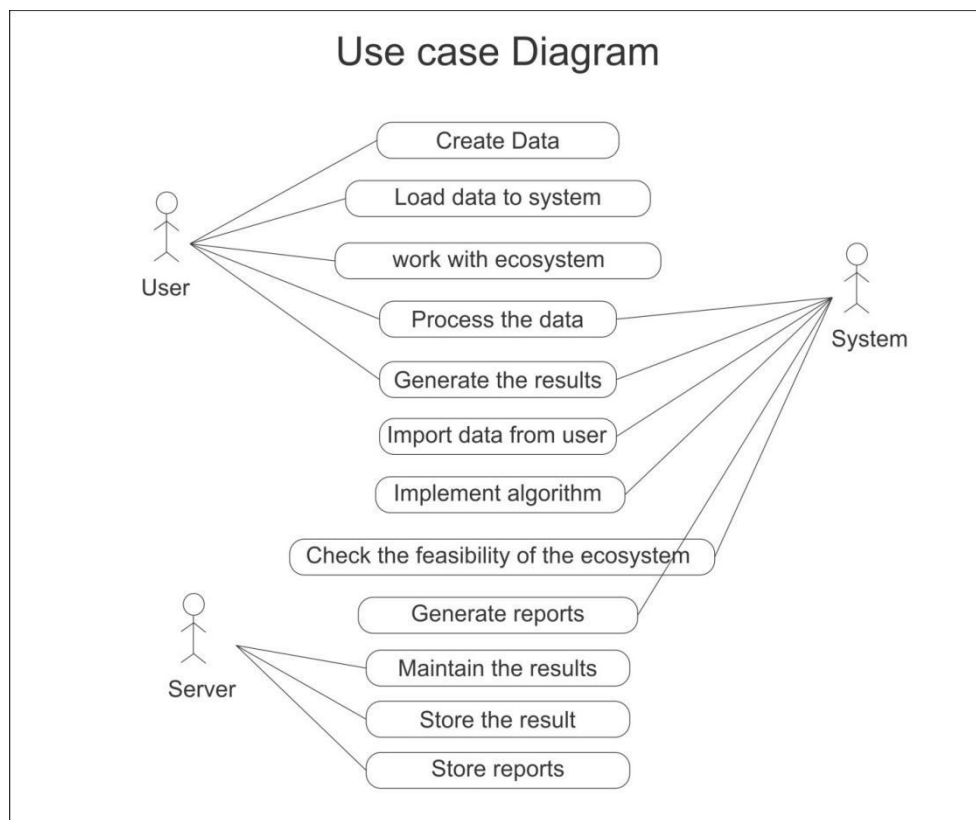 Use case Diagram
Create Data
Load data to system
User
work with ecosystem
Process the data
System
Generate the results
Import data from user
Implement algorithm
Check the feasibility of the ecosystem
Generate reports
Server
Maintain the results
Store the result
Store reports